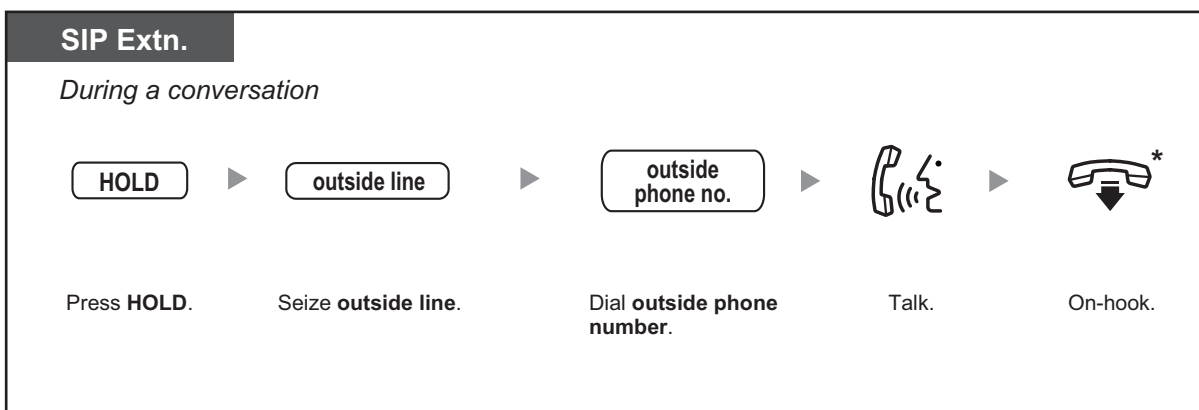 SIP Extn.
During a conversation
HOLD
outside line
outside
phone no.
*
Press HOLD.
Seize outside line.
Dial outside phone
number.
Talk.
On-hook.